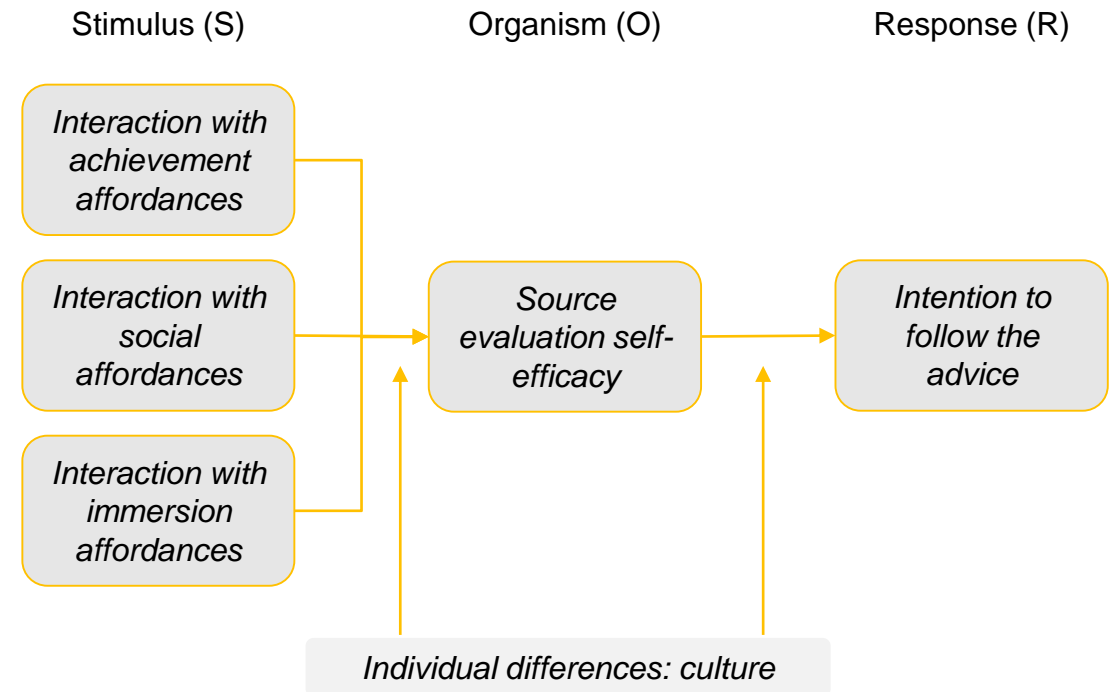 Stimulus (S)
Organism (O)
Response (R)
Interaction with
achievement
affordances
Interaction with
social
affordances
Interaction with
immersion
affordances
Source
evaluation self-
efficacy
Intention to
follow the
advice
Individual differences: culture